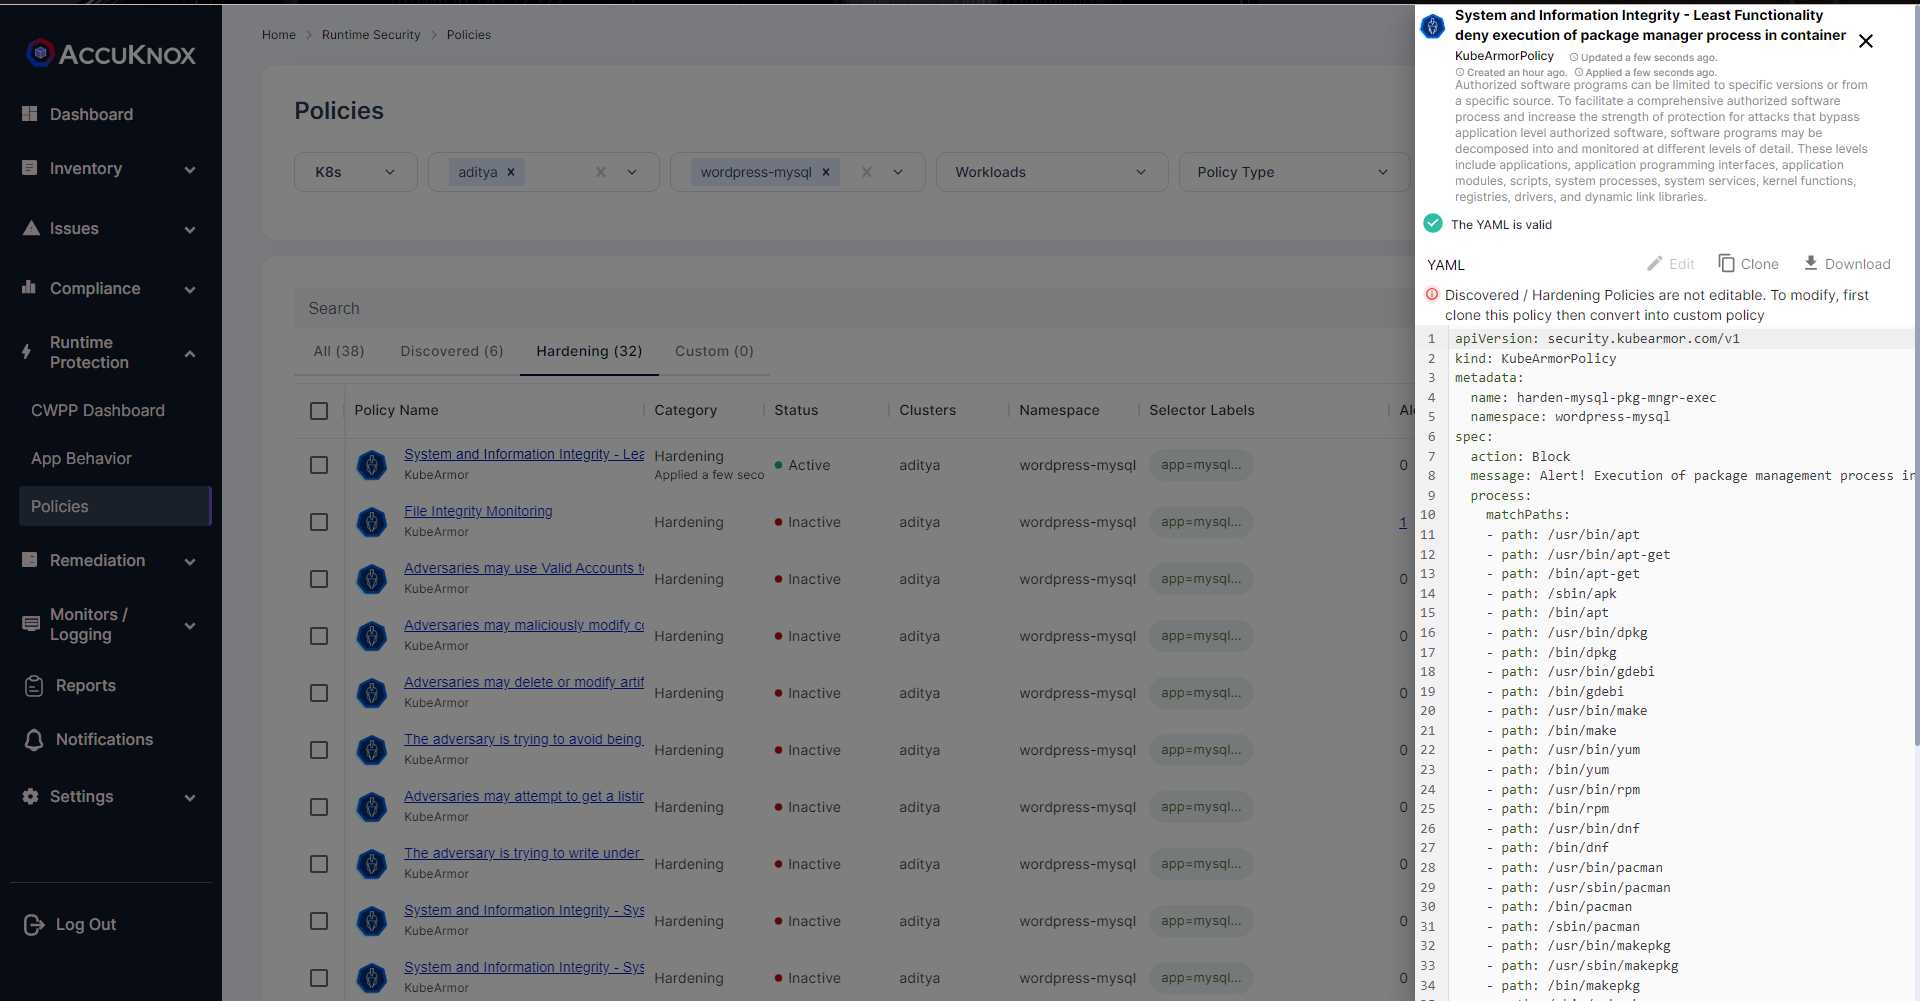 ACCUKNOX
Dashboard
Inventory
Issues
Compliance
Runtime
Protection
CWPP Dashboard
App Behavior
Policies
Remediation
Monitors /
Logging
Reports
Notifications
Settings
Log Out
Home > Runtime Security > Policies
Policies
K8s
aditya ×
wordpress-mysql ×
Workloads
Policy Type
Search
All (38)
Discovered (6)
Hardening (32)
Custom (0)
Policy Name Category Status Clusters Namespace Selector Labels Al
System and Information Integrity - Lea
KubeArmor
Hardening
Applied a few seco
Active aditya wordpress-mysql app=mysql... 0
File Integrity Monitoring
KubeArmor
Hardening Inactive aditya wordpress-mysql app=mysql... 1
Adversaries may use Valid Accounts to
KubeArmor
Hardening Inactive aditya wordpress-mysql app=mysql... 0
Adversaries may maliciously modify co
KubeArmor
Hardening Inactive aditya wordpress-mysql app=mysql... 0
Adversaries may delete or modify artif
KubeArmor
Hardening Inactive aditya wordpress-mysql app=mysql... 0
The adversary is trying to avoid being
KubeArmor
Hardening Inactive aditya wordpress-mysql app=mysql... 0
Adversaries may attempt to get a listin
KubeArmor
Hardening Inactive aditya wordpress-mysql app=mysql... 0
The adversary is trying to write under
KubeArmor
Hardening Inactive aditya wordpress-mysql app=mysql... 0
System and Information Integrity - Sys
KubeArmor
Hardening Inactive aditya wordpress-mysql app=mysql... 0
System and Information Integrity - Sys
KubeArmor
Hardening Inactive aditya wordpress-mysql app=mysql... 0
System and Information Integrity - Least Functionality
deny execution of package manager process in container
KubeArmorPolicy Updated a few seconds ago.
Created an hour ago. Applied a few seconds ago.
Authorized software programs can be limited to specific versions or from
a specific source. To facilitate a comprehensive authorized software
process and increase the strength of protection for attacks that bypass
application level authorized software, software programs may be
decomposed into and monitored at different levels of detail. These levels
include applications, application programming interfaces, application
modules, scripts, system processes, system services, kernel functions,
registries, drivers, and dynamic link libraries.
The YAML is valid
YAML Edit Clone Download
Discovered / Hardening Policies are not editable. To modify, first
clone this policy then convert into custom policy
1 apiVersion: security.kubearmor.com/v1
2 kind: KubeArmorPolicy
3 metadata:
4 name: harden-mysql-pkg-mngr-exec
5 namespace: wordpress-mysql
6 spec:
7 action: Block
8 message: Alert! Execution of package management process in
9 process:
10 matchPaths:
11 - path: /usr/bin/apt
12 - path: /usr/bin/apt-get
13 - path: /bin/apt-get
14 - path: /sbin/apk
15 - path: /bin/apt
16 - path: /usr/bin/dpkg
17 - path: /bin/dpkg
18 - path: /usr/bin/gdebi
19 - path: /bin/gdebi
20 - path: /usr/bin/make
21 - path: /bin/make
22 - path: /usr/bin/yum
23 - path: /bin/yum
24 - path: /usr/bin/rpm
25 - path: /bin/rpm
26 - path: /usr/bin/dnf
27 - path: /bin/dnf
28 - path: /usr/bin/pacman
29 - path: /usr/sbin/pacman
30 - path: /bin/pacman
31 - path: /sbin/pacman
32 - path: /usr/bin/makepkg
33 - path: /usr/sbin/makepkg
34 - path: /bin/makepkg